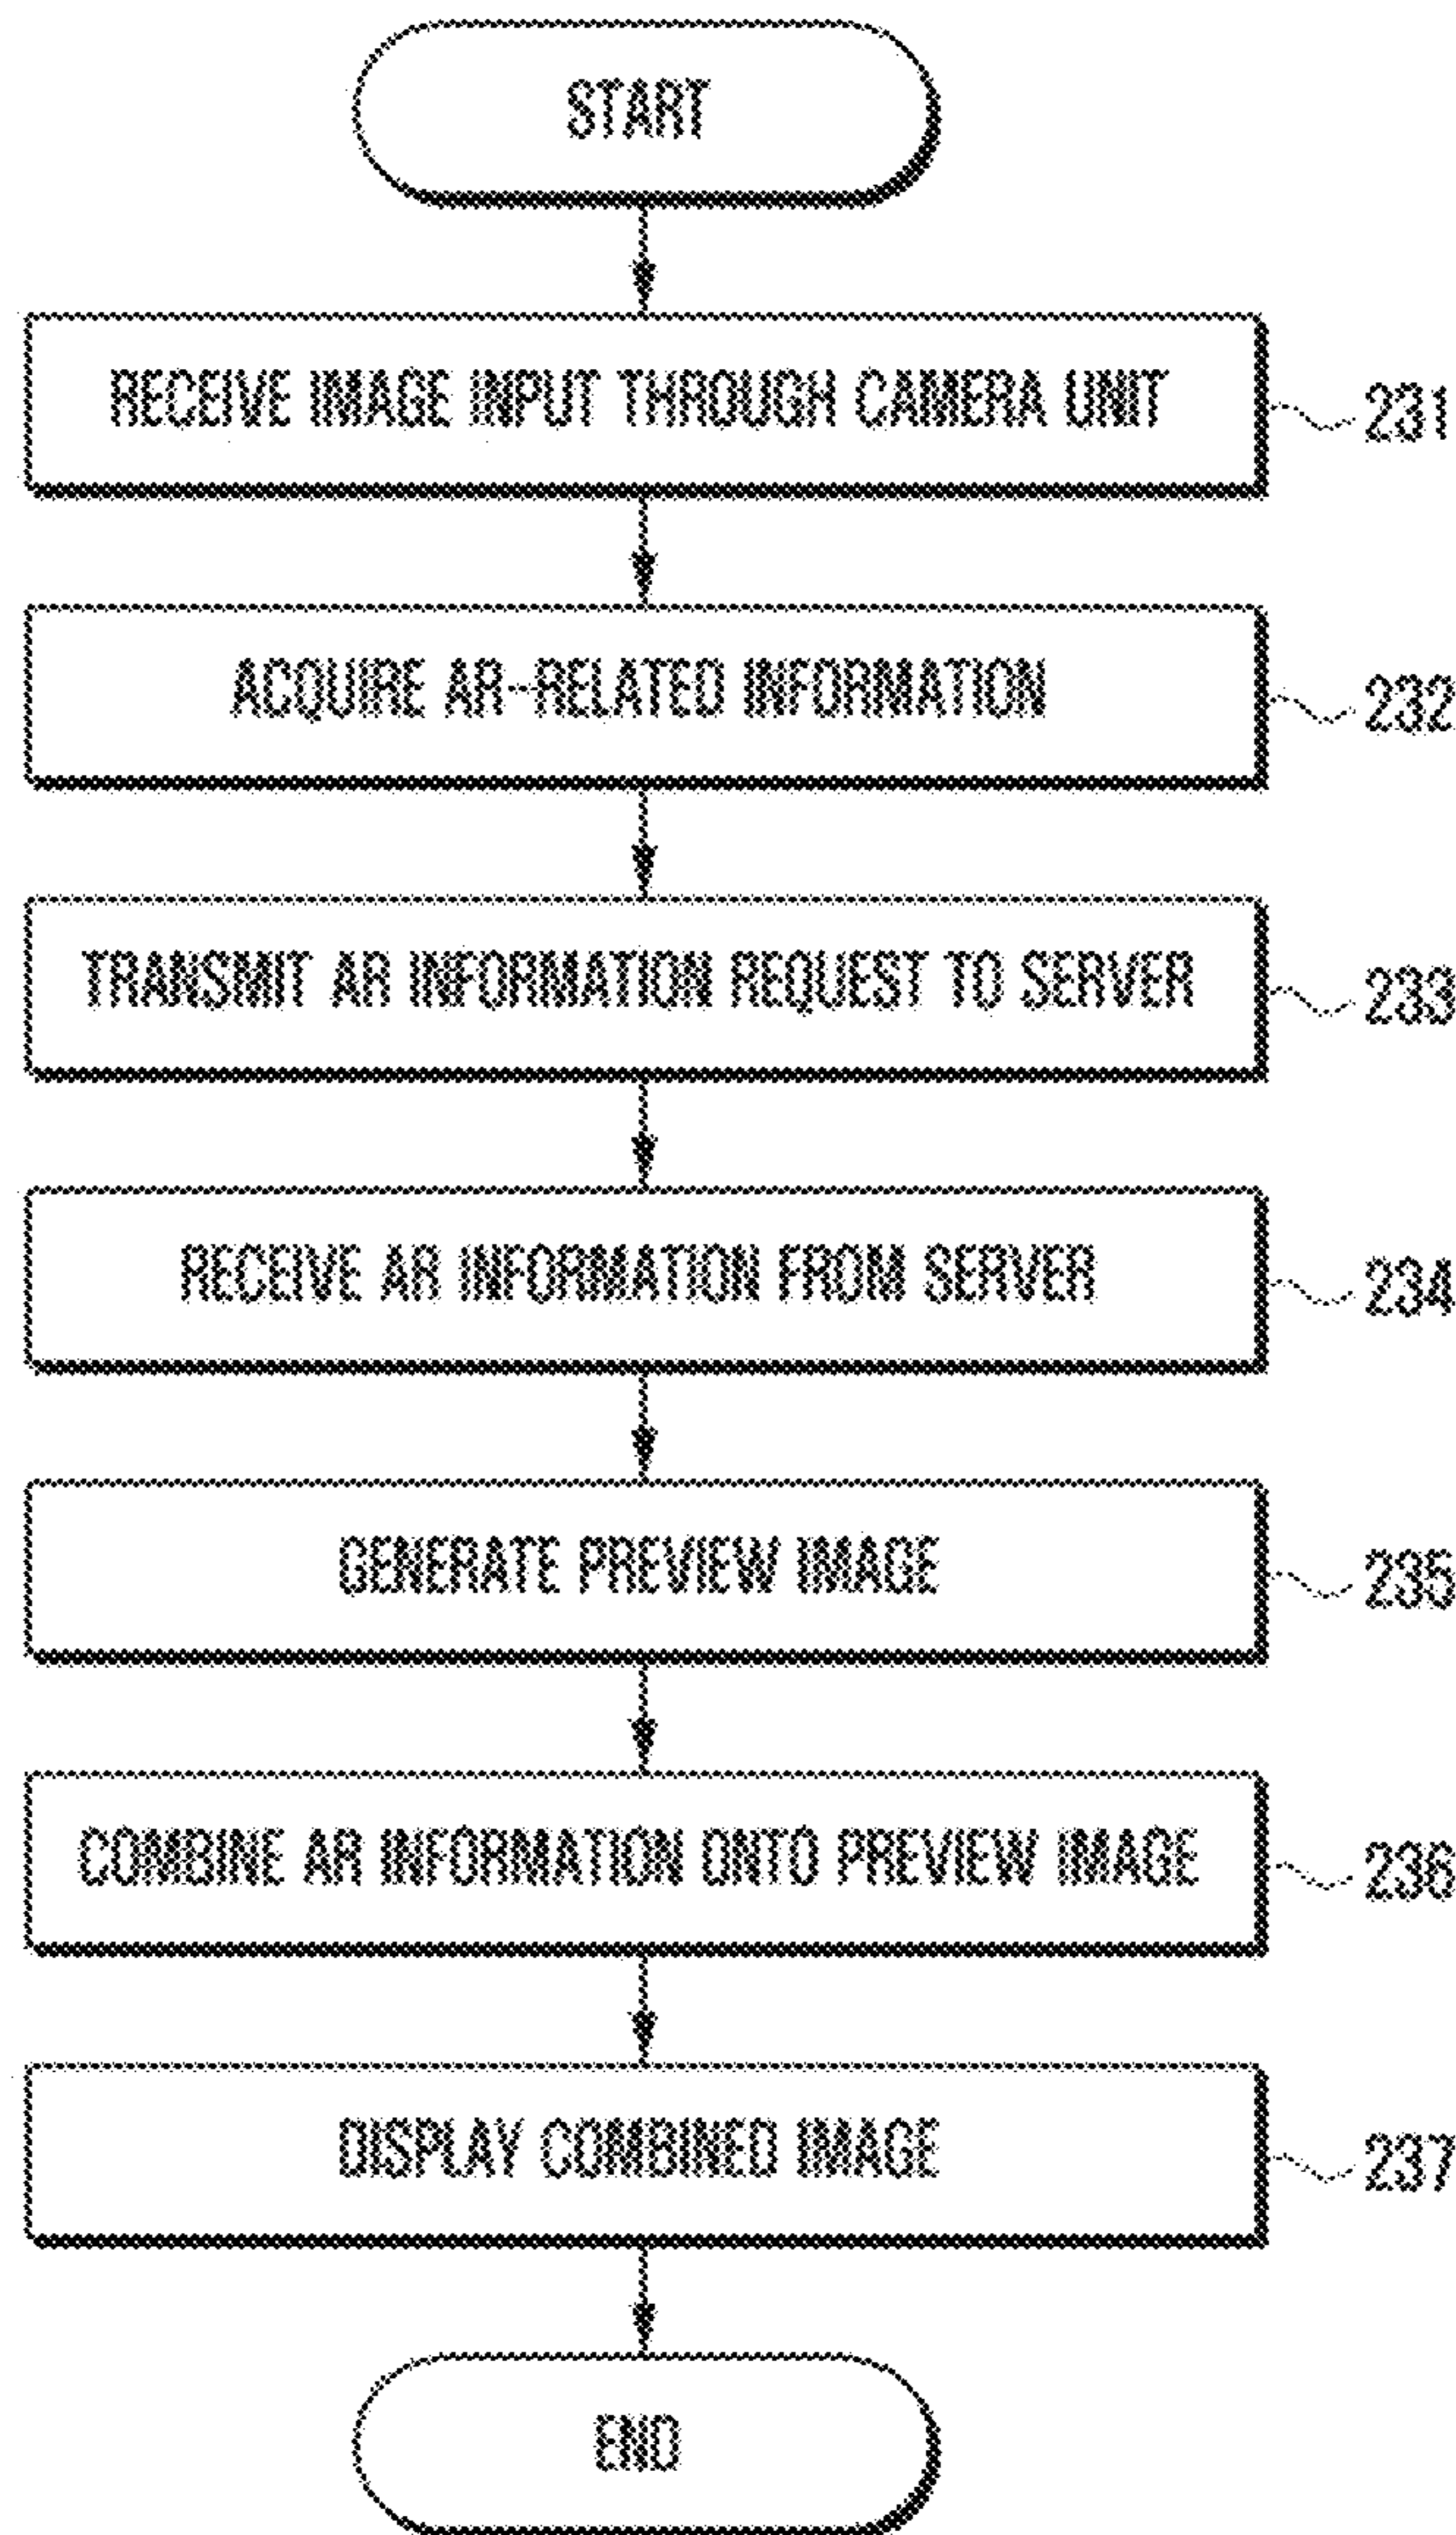 START
RECEIVE IMAGE INPUT THROUGH CAMERA UNIT
231
ACQUIRE AR-RELATED INFORMATION
232
TRANSMIT AR INFORMATION REQUEST TO SERVER
233
RECEIVE AR INFORMATION FROM SERVER
234
GENERATE PREVIEW IMAGE
235
COMBINE AR INFORMATION ONTO PREVIEW IMAGE
236
DISPLAY COMBINED IMAGE
237
END